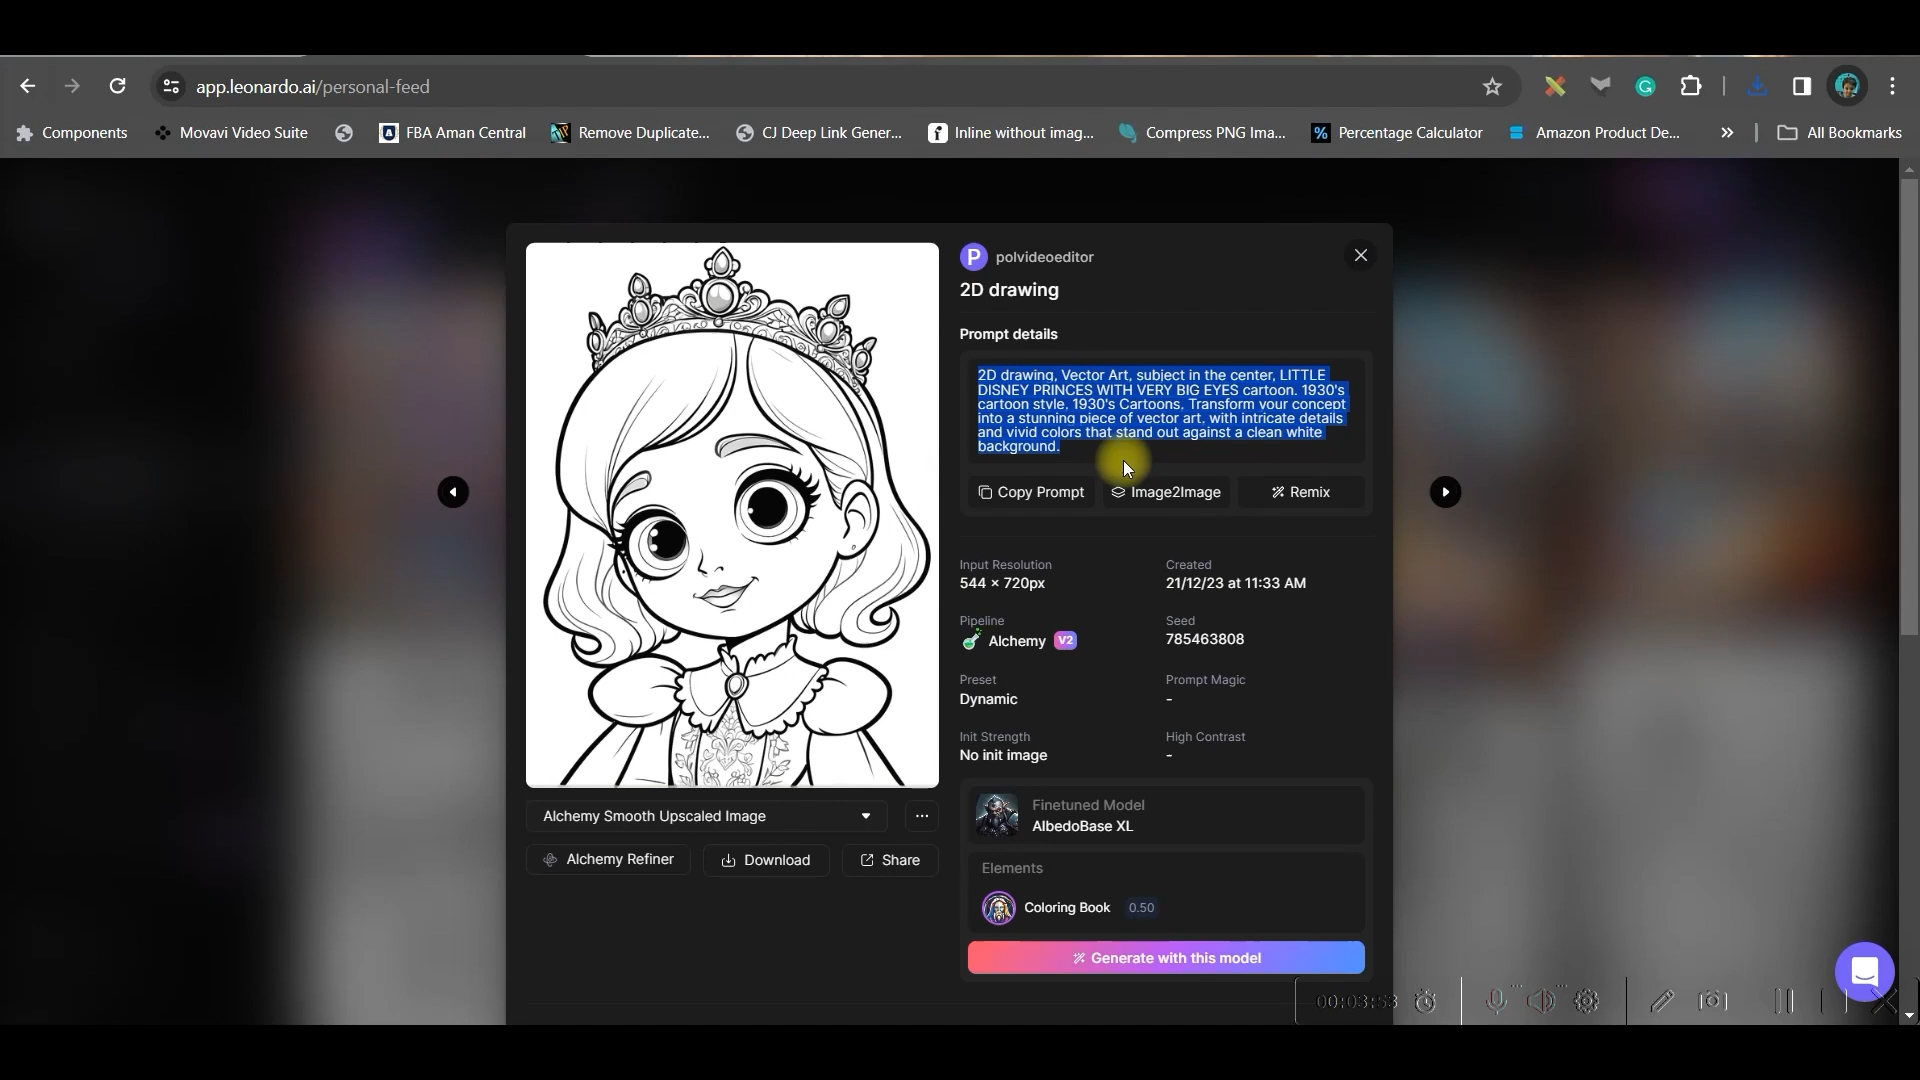 app.leonardo.ai/personal-feed
Components
Movavi Video Suite
FBA Aman Central
Remove Duplicate...
CJ Deep Link Gener...
Inline without imag...
Compress PNG Ima...
Percentage Calculator
Amazon Product De...
All Bookmarks
P polvideoeditor
2D drawing
Prompt details
2D drawing, Vector Art, subject in the center, LITTLE
DISNEY PRINCES WITH VERY BIG EYES cartoon. 1930's
cartoon style, 1930's Cartoons, Transform your concept
into a stunning piece of vector art, with intricate details
and vivid colors that stand out against a clean white
background.
Copy Prompt
Image2Image
Remix
Input Resolution
544 × 720px
Created
21/12/23 at 11:33 AM
Pipeline
Alchemy V2
Seed
785463808
Preset
Dynamic
Prompt Magic
-
Init Strength
No init image
High Contrast
-
Finetuned Model
AlbedoBase XL
Elements
Coloring Book 0.50
Generate with this model
Alchemy Smooth Upscaled Image
Alchemy Refiner
Download
Share
00:03:53